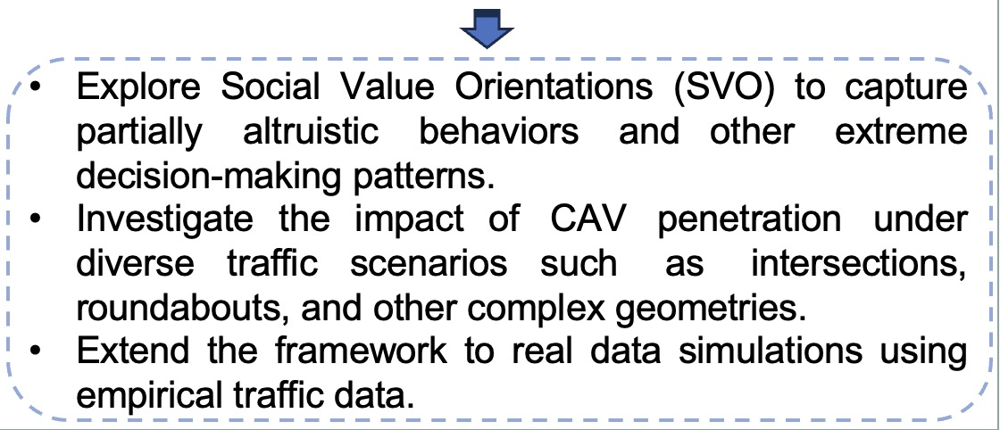 • Explore Social Value Orientations (SVO) to capture
partially altruistic behaviors and other extreme
decision-making patterns.
• Investigate the impact of CAV penetration under
diverse traffic scenarios such as intersections,
roundabouts, and other complex geometries.
• Extend the framework to real data simulations using
empirical traffic data.